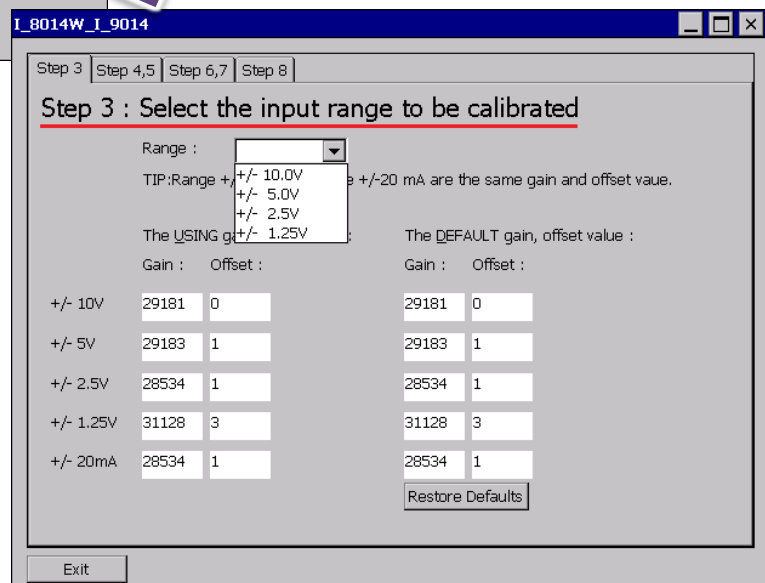 I_8014W_I_9014
Step 3 Step 4,5 Step 6,7 Step 8
Step 3 : Select the input range to be calibrated
Range :
+/- 10.0V
+/- 5.0V
+/- 2.5V
+/- 1.25V
TIP:Range +/ e +/-20 mA are the same gain and offset vaue.
The USING ga : The DEFAULT gain, offset value :
Gain : Offset : Gain : Offset :
+/- 10V 29181 0 29181 0
+/- 5V 29183 1 29183 1
+/- 2.5V 28534 1 28534 1
+/- 1.25V 31128 3 31128 3
+/- 20mA 28534 1 28534 1
Restore Defaults
Exit